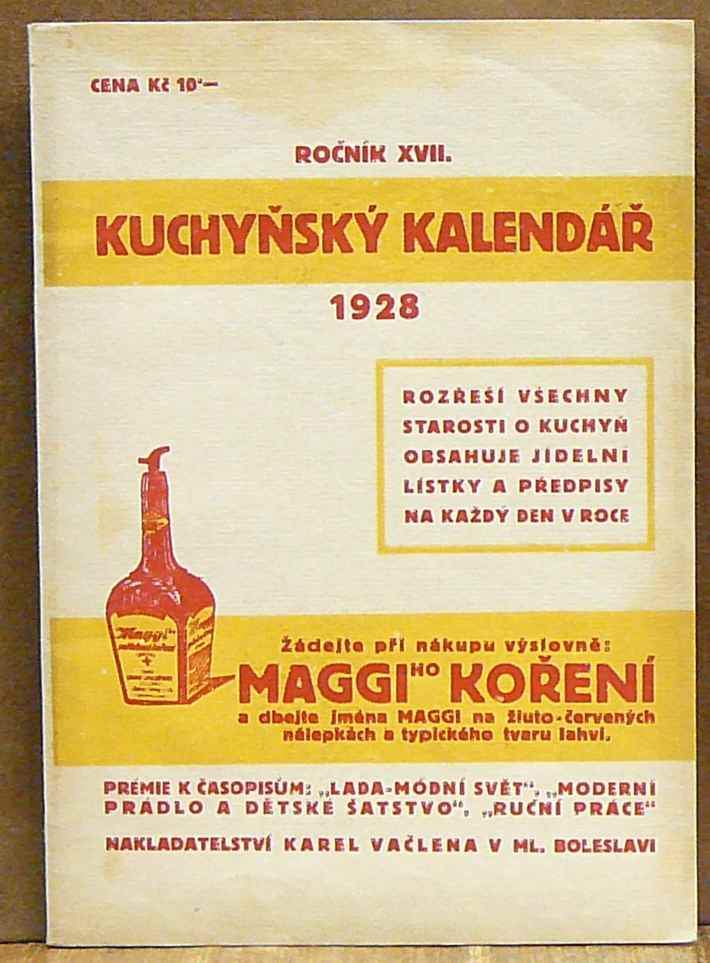 CENA Kč 10·—
ROČNÍK XVII.
KUCHYŇSKÝ KALENDÁŘ
1928
ROZŘEŠÍ VŠECHNY
STAROSTI O KUCHYŇ
OBSAHUJE JÍDELNÍ
LÍSTKY A PŘEDPISY
NA KAŽDÝ DEN V ROCE
Maggi
Žádejte při nákupu výslovně:
MAGGIHO KOŘENÍ
a dbejte jména MAGGI na žluto-červených
nálepkách a typického tvaru lahví.
PRÉMIE K ČASOPISŮM: „LADA-MÓDNÍ SVĚT“, „MODERNÍ
PRÁDLO A DĚTSKÉ ŠATSTVO“, „RUČNÍ PRÁCE“
NAKLADATELSTVÍ KAREL VAČLENA V ML. BOLESLAVI